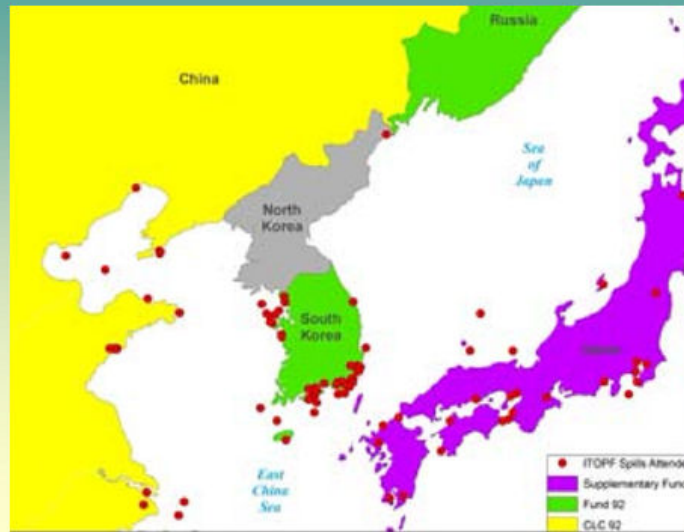 Russia
China
Sea
of
Japan
North
Korea
South
Korea
East
China
Sea
ITOPF Spills Attende
Supplementary Fund
Fund 92
CLC 92